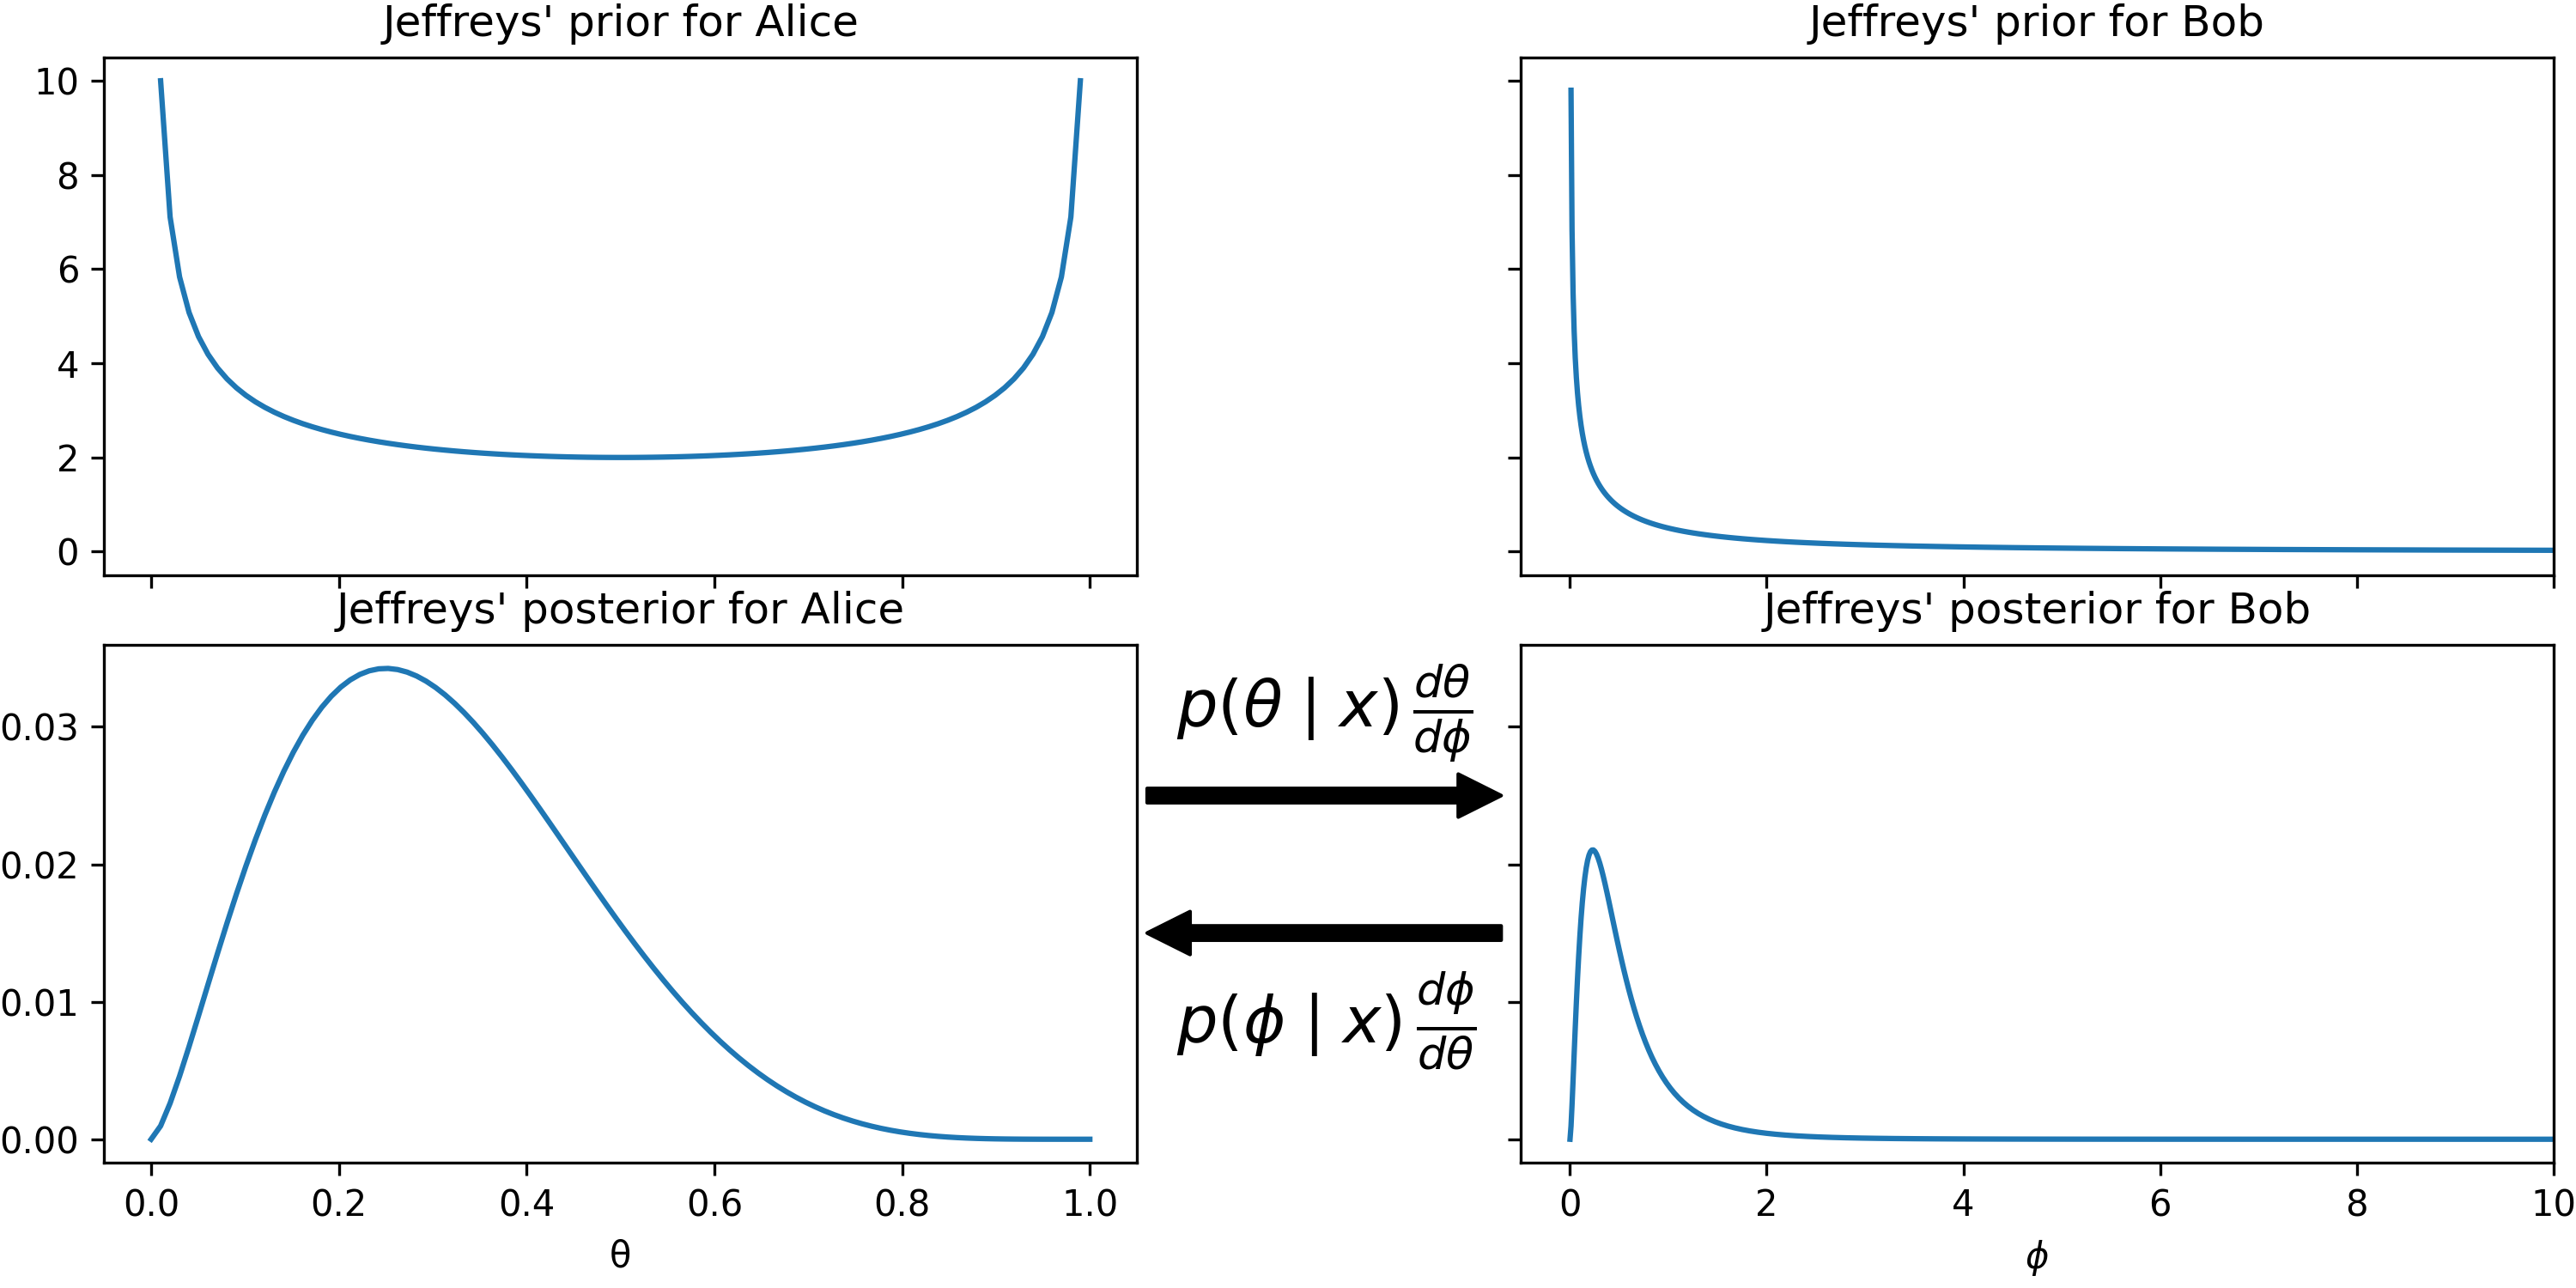 Jeffreys' prior for Alice
Jeffreys' prior for Bob
10
8
6
4
2
0
Jeffreys' posterior for Alice
Jeffreys' posterior for Bob
0.03
0.02
0.01
0.00
p(θ | x) dθ/dϕ
p(ϕ | x) dϕ/dθ
0.0 0.2 0.4 0.6 0.8 1.0
0 2 4 6 8 10
θ
ϕ